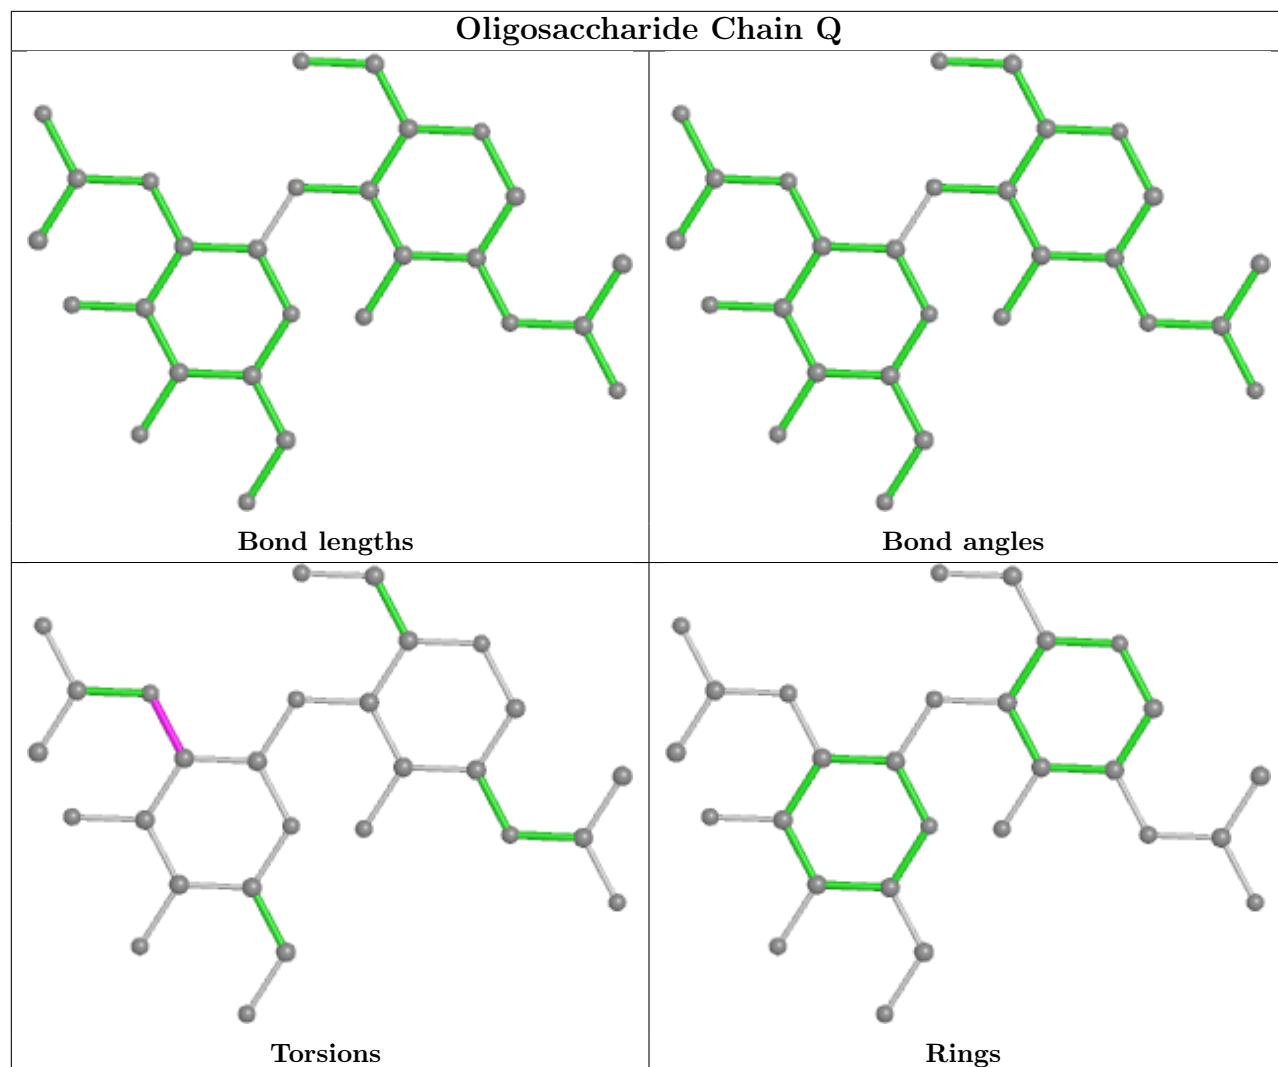 Oligosaccharide Chain Q
Bond lengths
Bond angles
Torsions
Rings